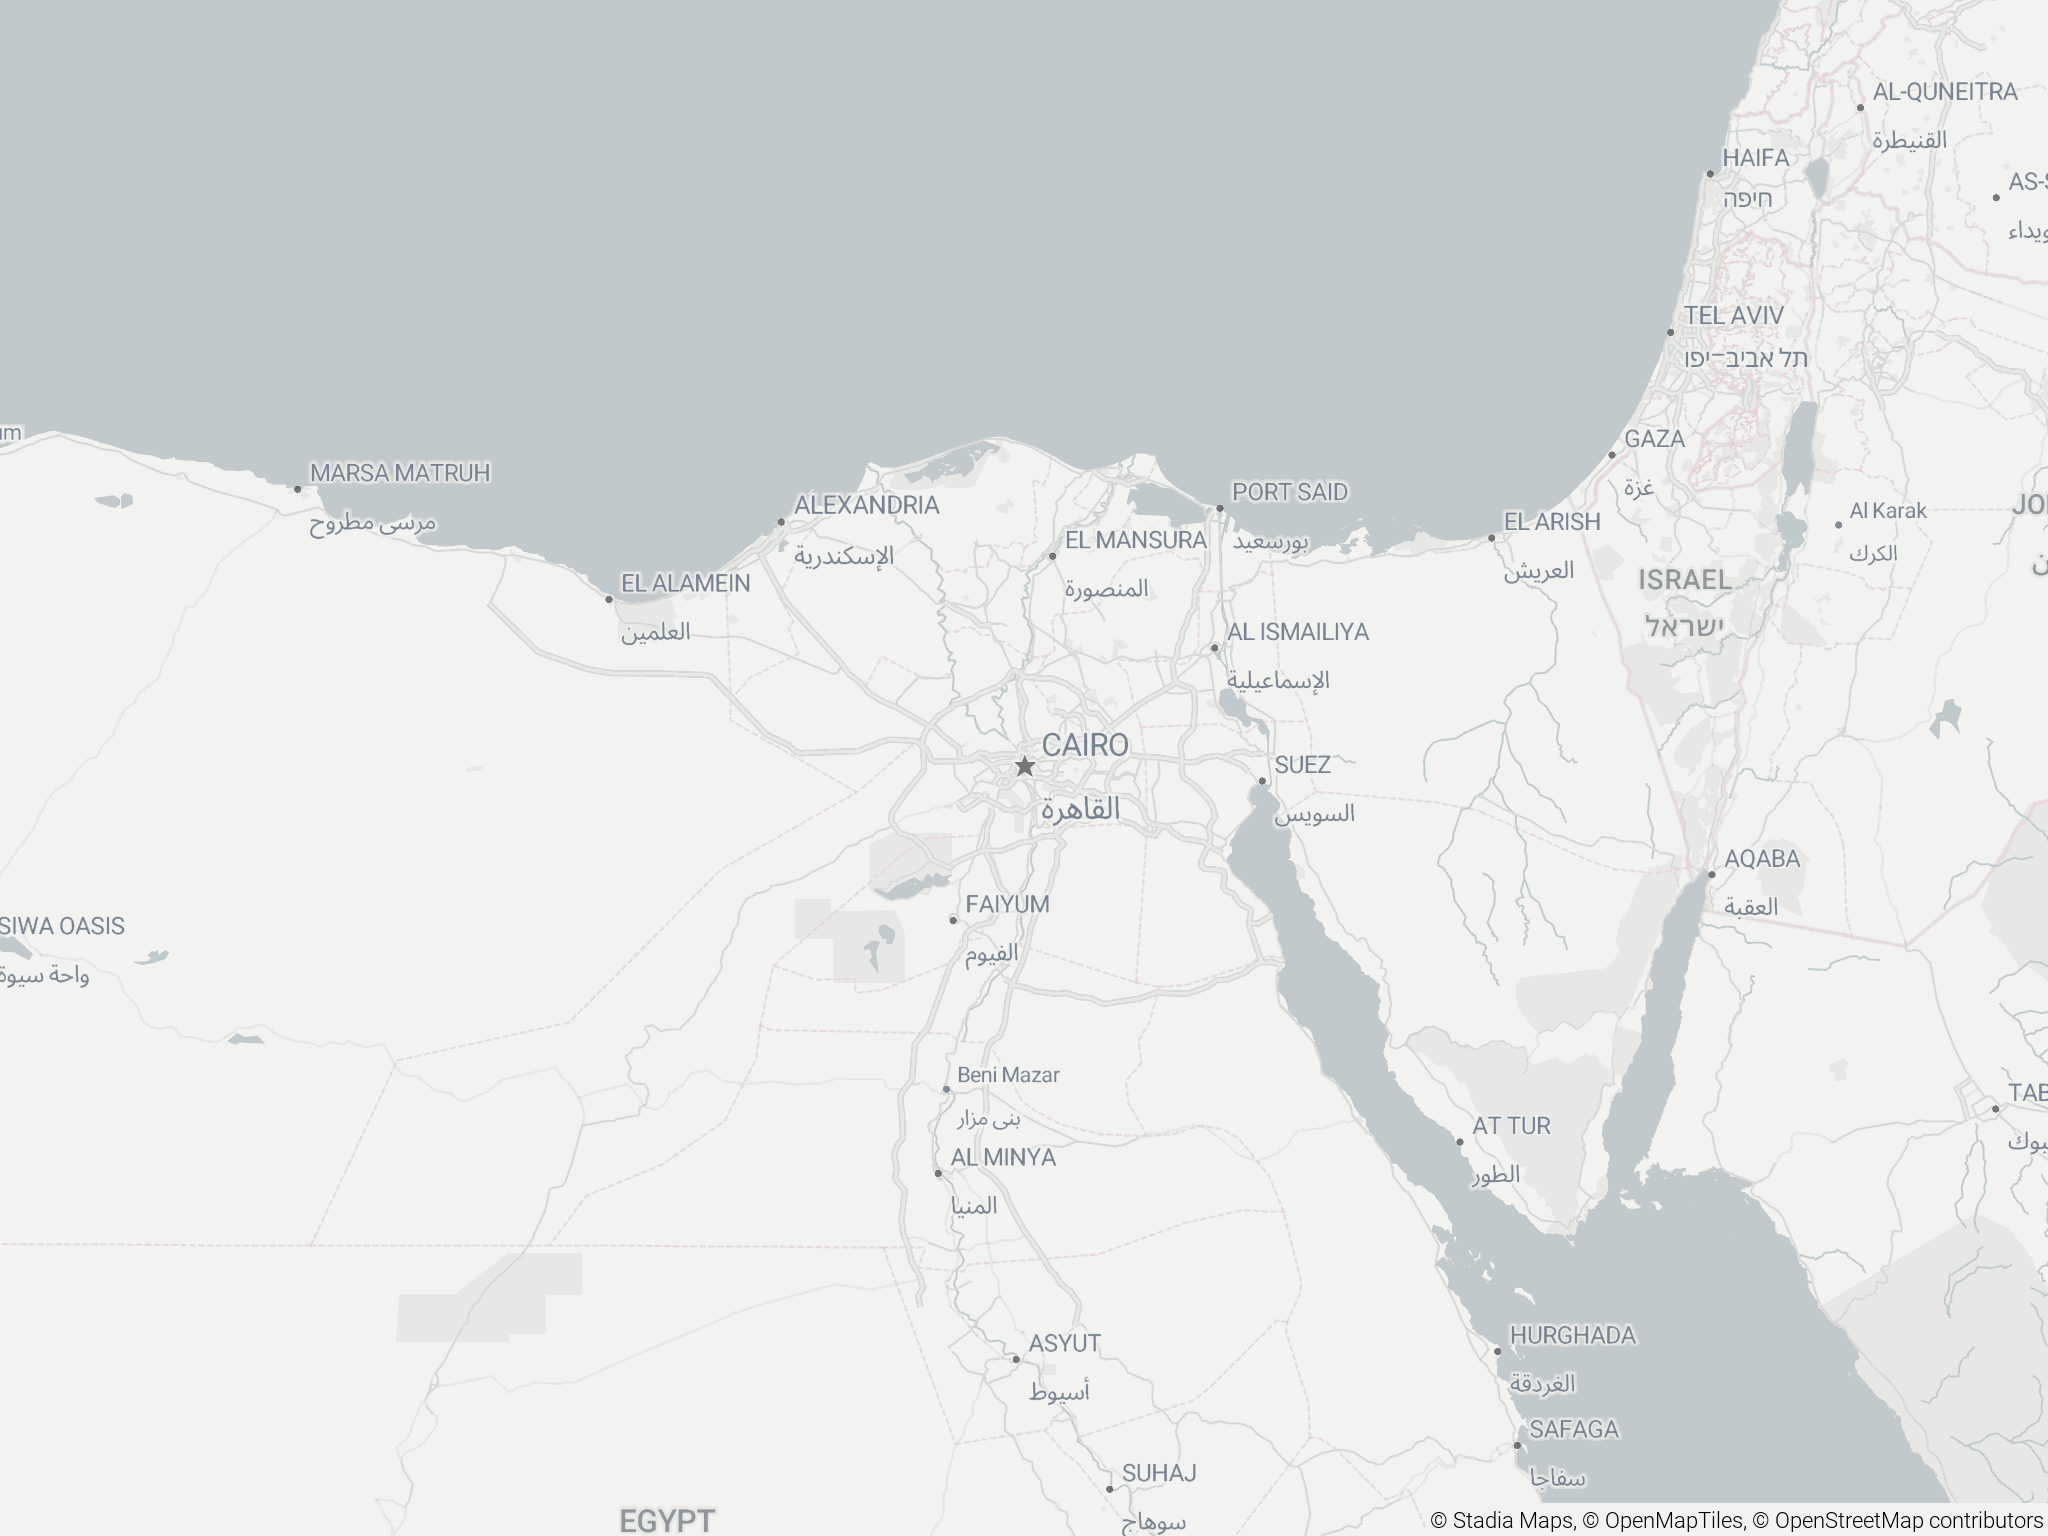 AL-QUNEITRA
القنيطرة
HAIFA
חיפה
TEL AVIV
תל אביב–יפו
GAZA
غزة
MARSA MATRUH
مرسى مطروح
ALEXANDRIA
الإسكندرية
PORT SAID
بورسعيد
EL MANSURA
المنصورة
EL ARISH
العريش
Al Karak
الكرك
EL ALAMEIN
العلمين
ISRAEL
ישראל
AL ISMAILIYA
الإسماعيلية
CAIRO
القاهرة
SUEZ
السويس
AQABA
العقبة
FAIYUM
الفيوم
SIWA OASIS
واحة سيوة
Beni Mazar
بنى مزار
AT TUR
الطور
AL MINYA
المنيا
HURGHADA
الغردقة
ASYUT
أسيوط
SAFAGA
سفاجا
SUHAJ
سوهاج
EGYPT
© Stadia Maps, © OpenMapTiles, © OpenStreetMap contributors